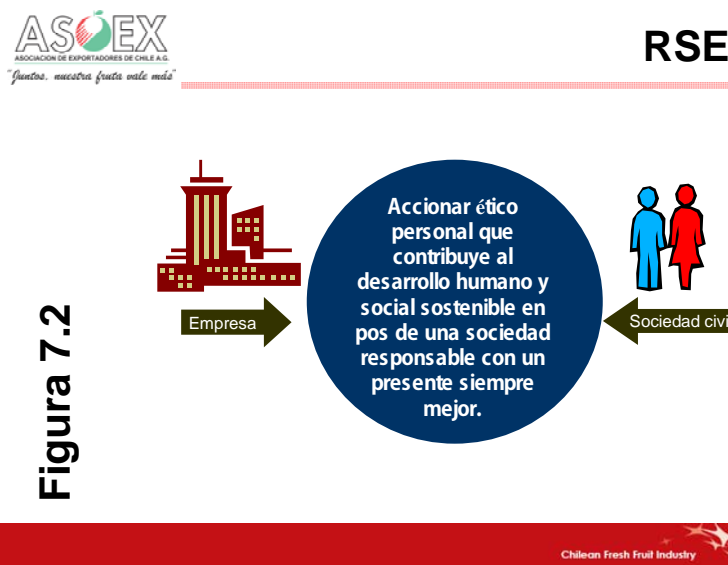 ASOEX
ASOCIACION DE EXPORTADORES DE CHILE A.G.
"Juntos, nuestra fruta vale más"
RSE
Accionar ético
personal que
contribuye al
desarrollo humano y
social sostenible en
pos de una sociedad
responsable con un
presente siempre
mejor.
Empresa
Sociedad civi
Figura 7.2
Chilean Fresh Fruit Industry